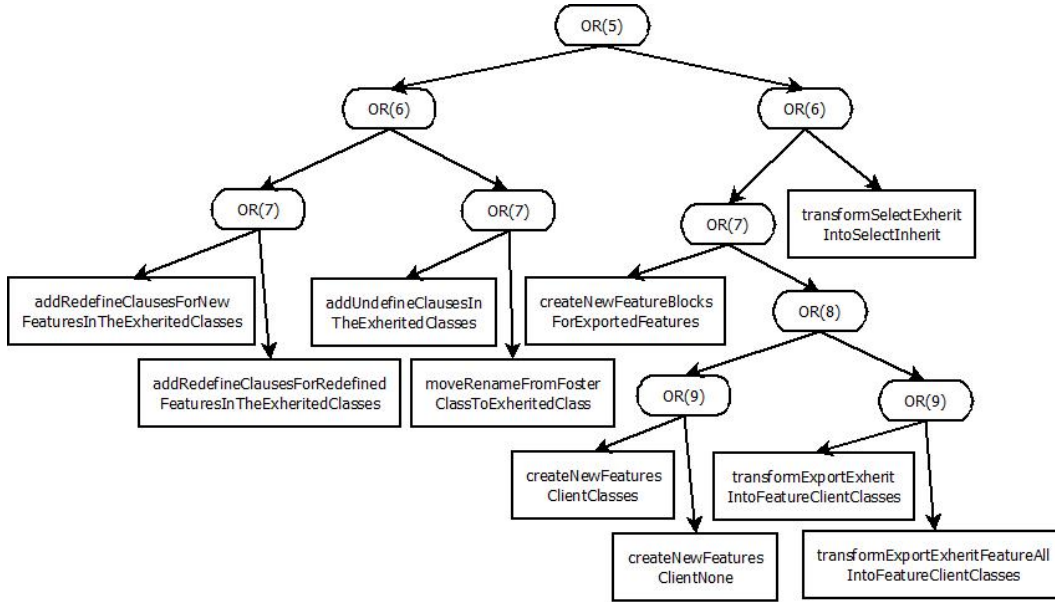 OR(5)
OR(6)
OR(6)
OR(7)
OR(7)
OR(7)
transformSelectExherit
IntoSelectInherit
addRedefineClausesForNew
FeaturesInTheExheritedClasses
addUndefineClausesIn
TheExheritedClasses
createNewFeatureBlocks
ForExportedFeatures
OR(8)
addRedefineClausesForRedefined
FeaturesInTheExheritedClasses
moveRenameFromFoster
ClassToExheritedClass
OR(9)
OR(9)
createNewFeatures
ClientClasses
transformExportExherit
IntoFeatureClientClasses
createNewFeatures
ClientNone
transformExportExheritFeatureAll
IntoFeatureClientClasses